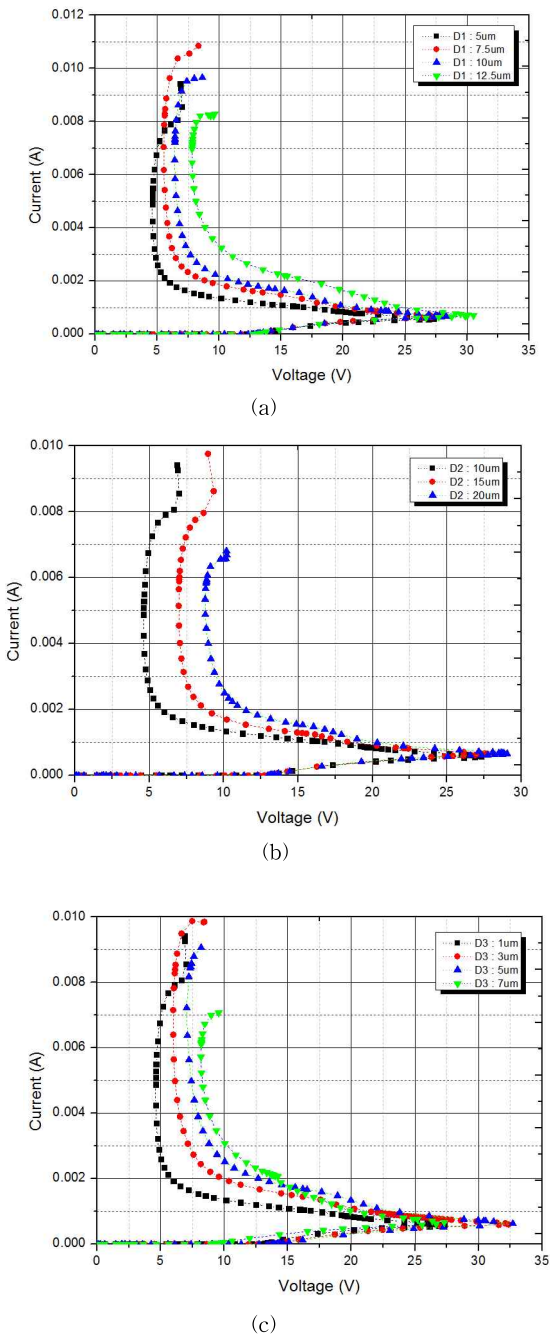 0.012
0.010
0.008
0.006
0.004
0.002
0.000
Current (A)
D1 : 5um
D1 : 7.5um
D1 : 10um
D1 : 12.5um
0 5 10 15 20 25 30 35
Voltage (V)
(a)
0.010
0.008
0.006
0.004
0.002
0.000
Current (A)
D2 : 10um
D2 : 15um
D2 : 20um
0 5 10 15 20 25 30
Voltage (V)
(b)
0.010
0.008
0.006
0.004
0.002
0.000
Current (A)
D3 : 1um
D3 : 3um
D3 : 5um
D3 : 7um
0 5 10 15 20 25 30 35
Voltage (V)
(c)